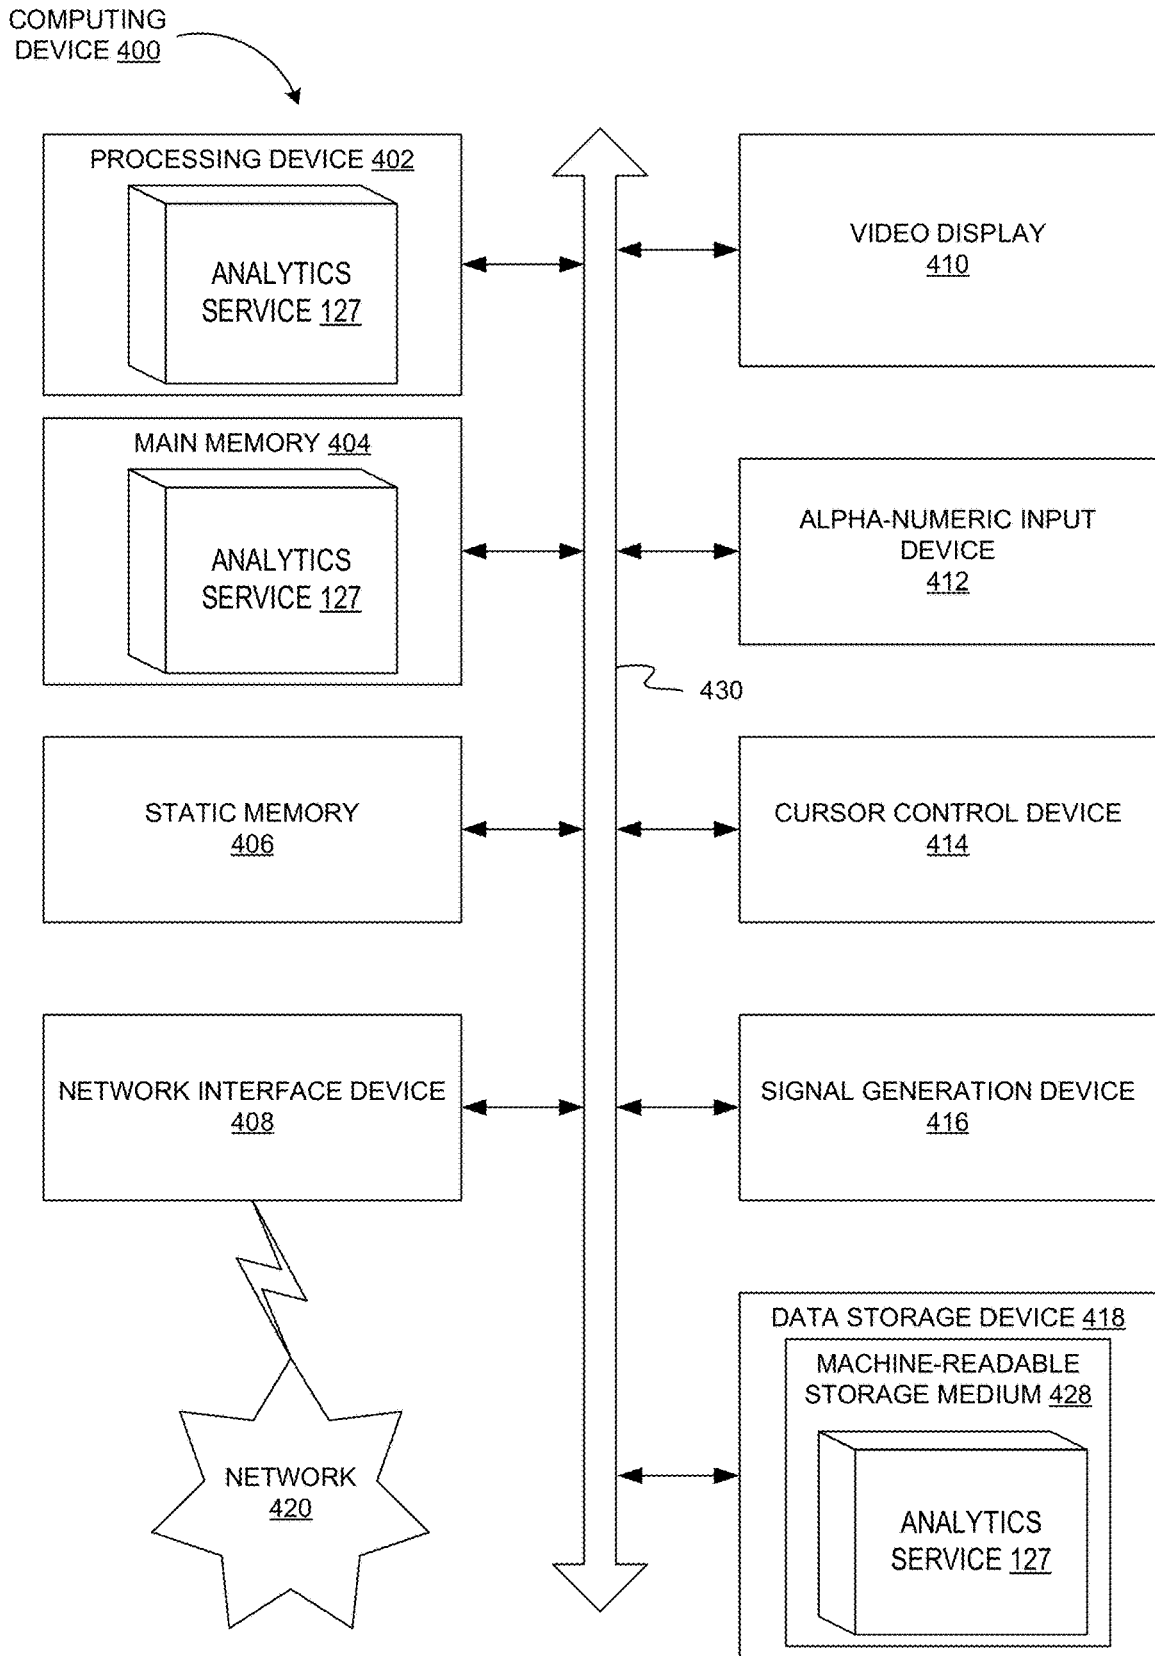 COMPUTING
DEVICE 400
PROCESSING DEVICE 402
ANALYTICS
SERVICE 127
MAIN MEMORY 404
ANALYTICS
SERVICE 127
STATIC MEMORY
406
NETWORK INTERFACE DEVICE
408
NETWORK
420
VIDEO DISPLAY
410
ALPHA-NUMERIC INPUT
DEVICE
412
430
CURSOR CONTROL DEVICE
414
SIGNAL GENERATION DEVICE
416
DATA STORAGE DEVICE 418
MACHINE-READABLE
STORAGE MEDIUM 428
ANALYTICS
SERVICE 127